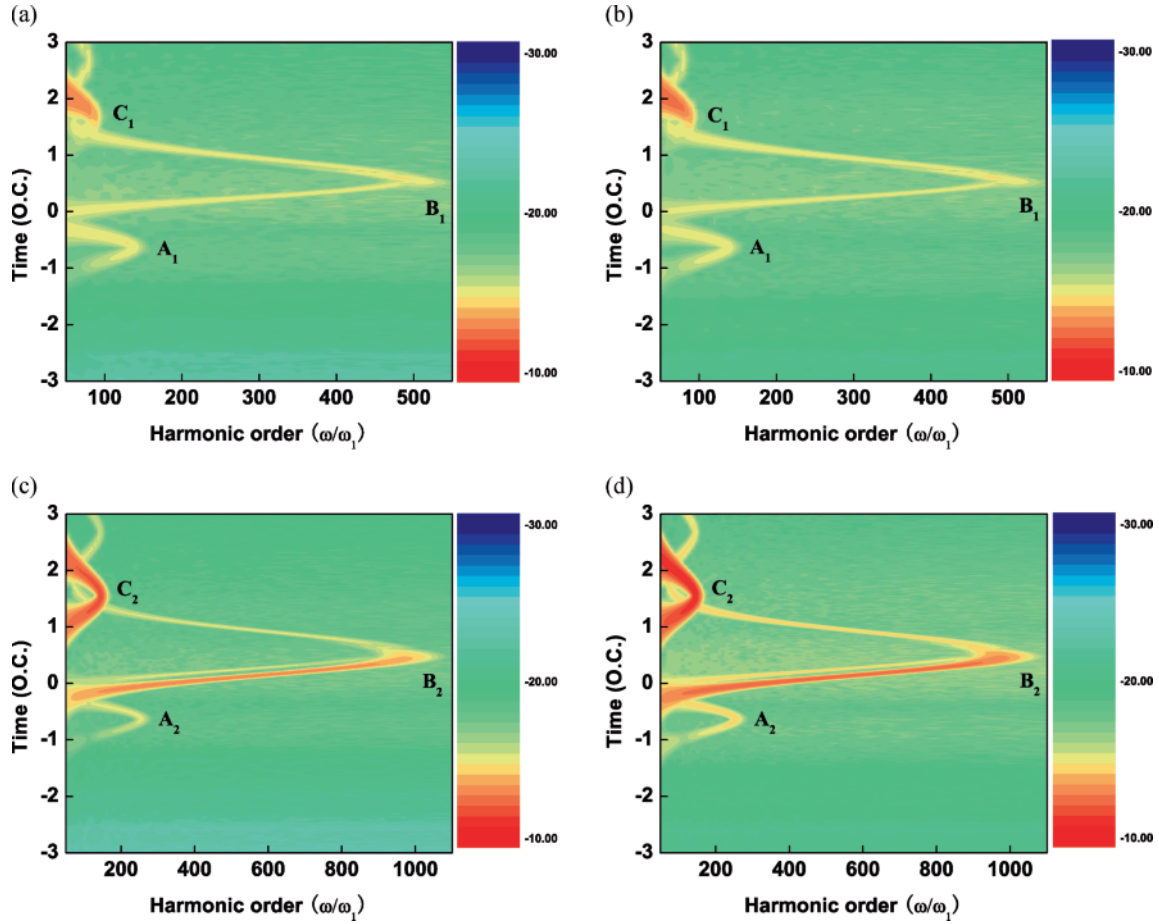 (a)
(b)
3
2
1
0
-1
-2
-3
Time (O.C.)
C1
B1
A1
100 200 300 400 500
Harmonic order (ω/ω1)
-30.00
-20.00
-10.00
3
2
1
0
-1
-2
-3
Time (O.C.)
C1
B1
A1
100 200 300 400 500
Harmonic order (ω/ω1)
-30.00
-20.00
-10.00
(c)
(d)
3
2
1
0
-1
-2
-3
Time (O.C.)
C2
B2
A2
200 400 600 800 1000
Harmonic order (ω/ω1)
-30.00
-20.00
-10.00
3
2
1
0
-1
-2
-3
Time (O.C.)
C2
B2
A2
200 400 600 800 1000
Harmonic order (ω/ω1)
-30.00
-20.00
-10.00